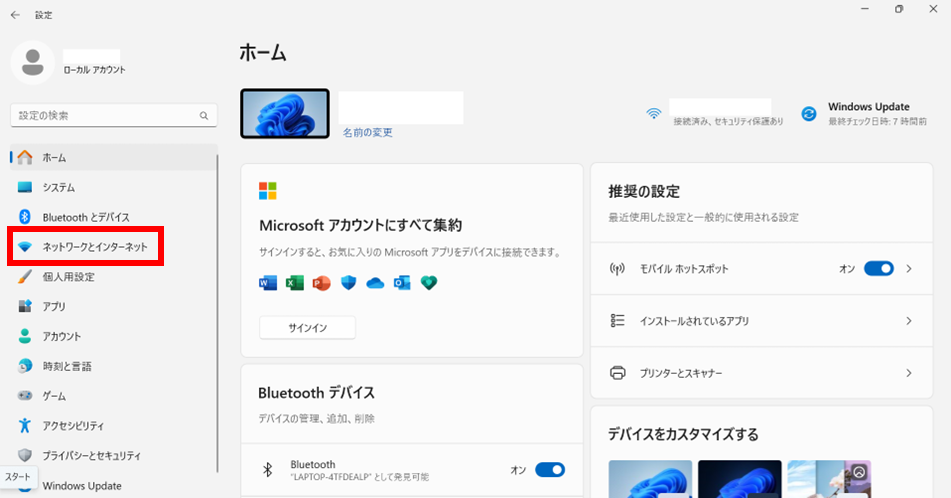 設定
ローカル アカウント
設定の検索
ホーム
システム
Bluetooth とデバイス
ネットワークとインターネット
個人用設定
アプリ
アカウント
時刻と言語
ゲーム
アクセシビリティ
プライバシーとセキュリティ
スタート
Windows Update
ホーム
名前の変更
接続済み、セキュリティ保護あり
Windows Update
最終チェック日時: 7 時間前
Microsoft アカウントにすべて集約
サインインすると、お気に入りの Microsoft アプリをデバイスに接続できます。
サインイン
Bluetooth デバイス
デバイスの管理、追加、削除
Bluetooth
"LAPTOP-4TFDEALP" として発見可能
オン
推奨の設定
最近使用した設定と一般的に使用される設定
モバイル ホットスポット
オン
インストールされているアプリ
プリンターとスキャナー
デバイスをカスタマイズする